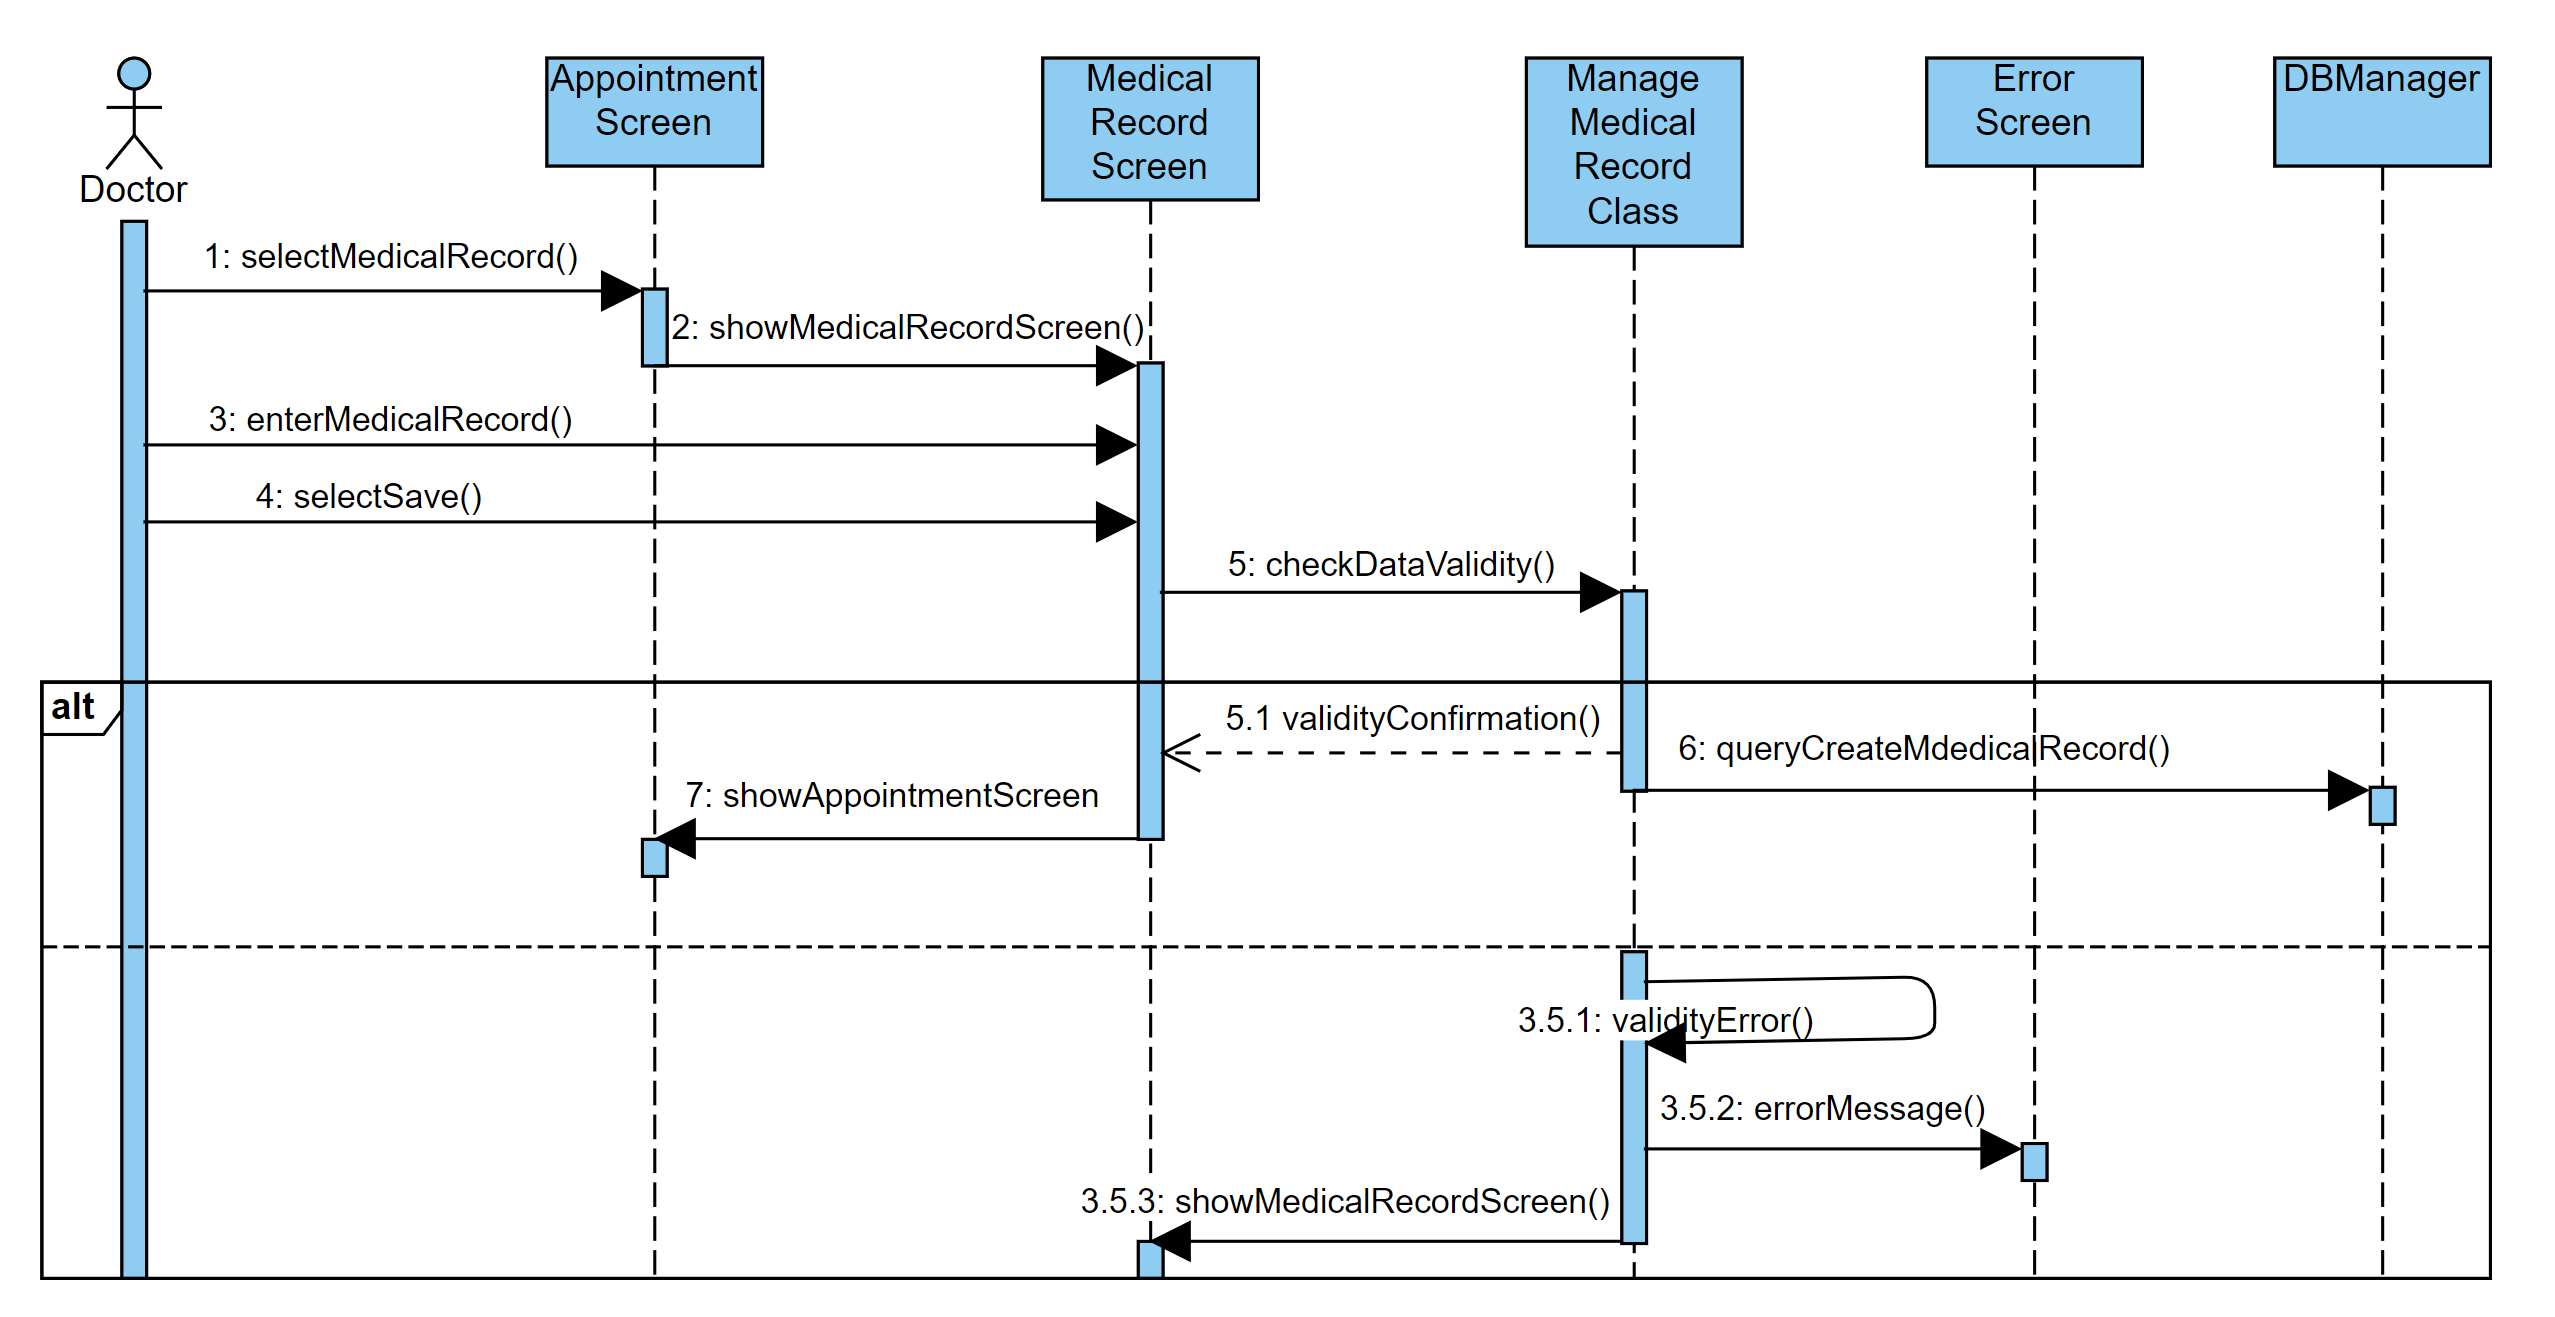 Doctor
Appointment
Screen
Medical
Record
Screen
Manage
Medical
Record
Class
Error
Screen
DBManager
1: selectMedicalRecord()
2: showMedicalRecordScreen()
3: enterMedicalRecord()
4: selectSave()
5: checkDataValidity()
alt
5.1 validityConfirmation()
6: queryCreateMdedicalRecord()
7: showAppointmentScreen
3.5.1: validityError()
3.5.2: errorMessage()
3.5.3: showMedicalRecordScreen()